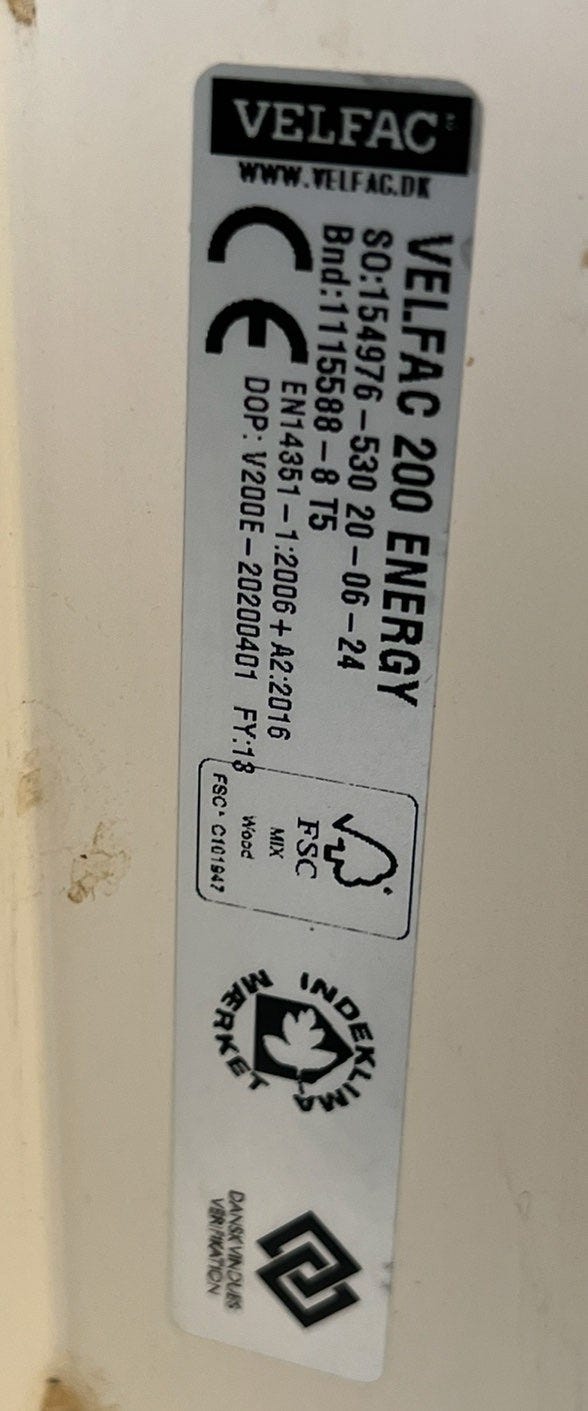 VELFAC
WWW.VELFAC.DK
CE
VELFAC 200 ENERGY
SO:154976-530 20-06-24
Bnd:1115588-8 T5
EN14351-1:2006+A2:2016
DOP: V200E-20200401 FY:18
FSC
MIX
Wood
FSC® C101947
INDEKLIMA
MÆRKET
DANSK VINDUES
VERIFIKATION